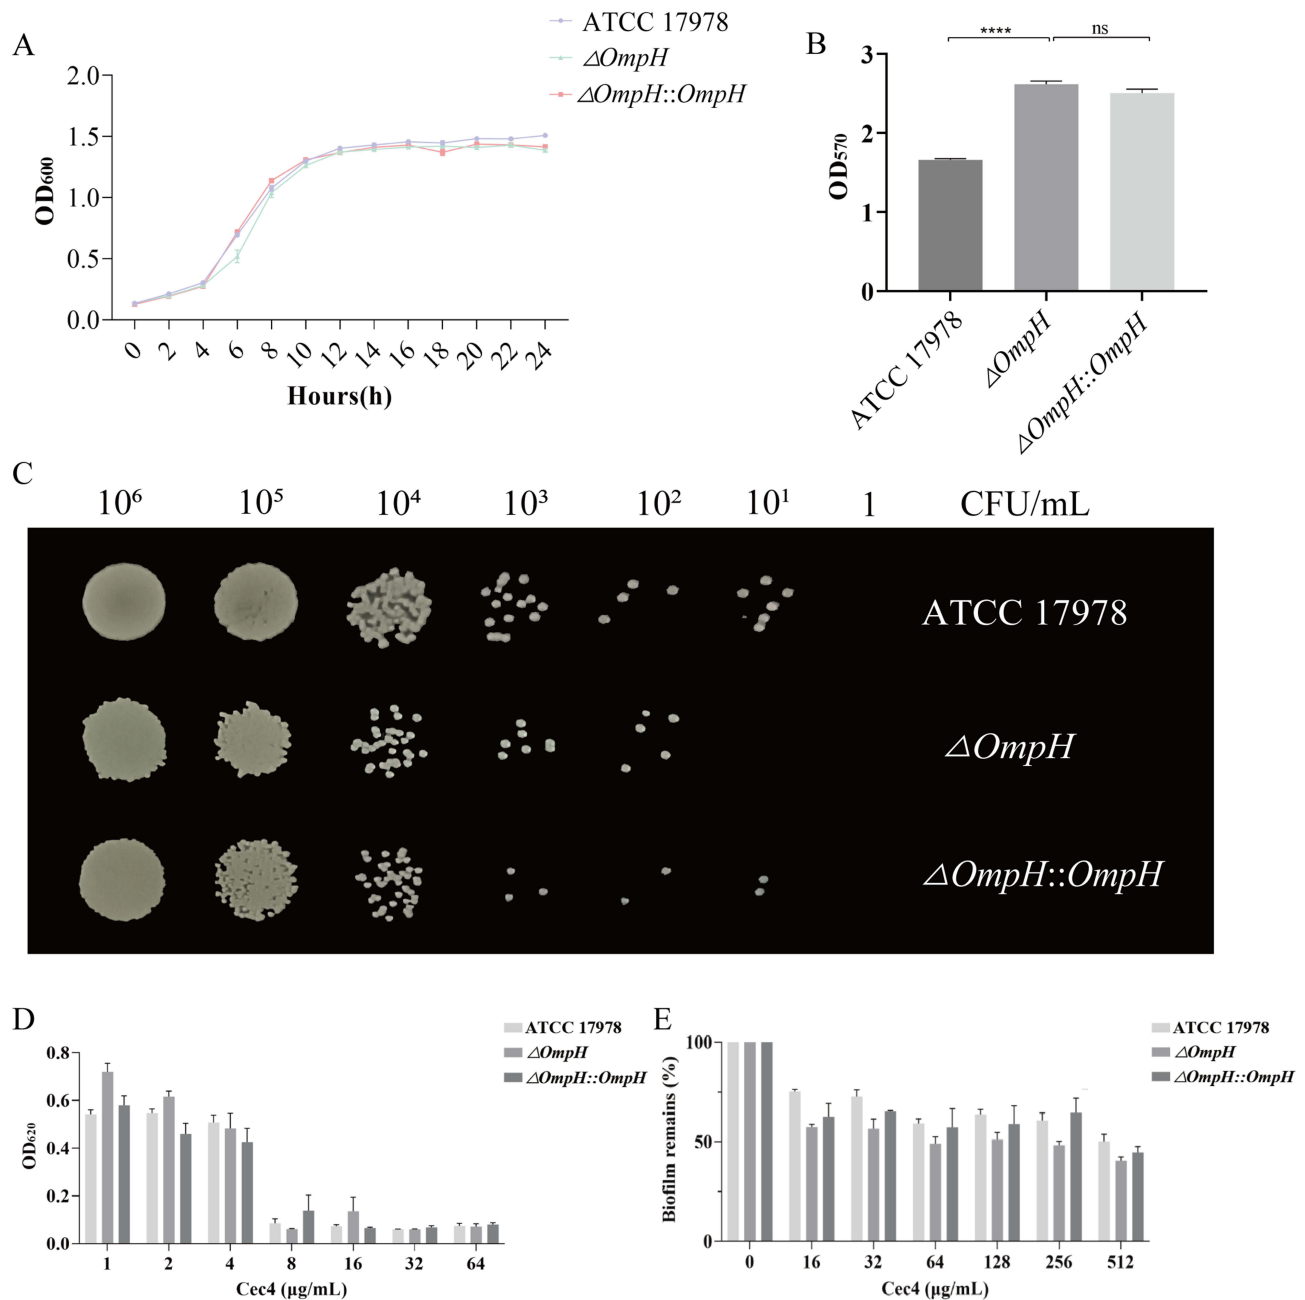 A
ATCC 17978
△OmpH
△OmpH::OmpH
2.0
1.5
1.0
0.5
0.0
OD600
0 2 4 6 8 10 12 14 16 18 20 22 24
Hours(h)
B
**** ns
3
2
1
0
OD570
ATCC 17978
△OmpH
△OmpH::OmpH
C
10⁶ 10⁵ 10⁴ 10³ 10² 10¹ 1 CFU/mL
ATCC 17978
△OmpH
△OmpH::OmpH
D
ATCC 17978
△OmpH
△OmpH::OmpH
0.8
0.6
0.4
0.2
0.0
OD620
1 2 4 8 16 32 64
Cec4 (μg/mL)
E
ATCC 17978
△OmpH
△OmpH::OmpH
100
50
0
Biofilm remains (%)
0 16 32 64 128 256 512
Cec4 (μg/mL)